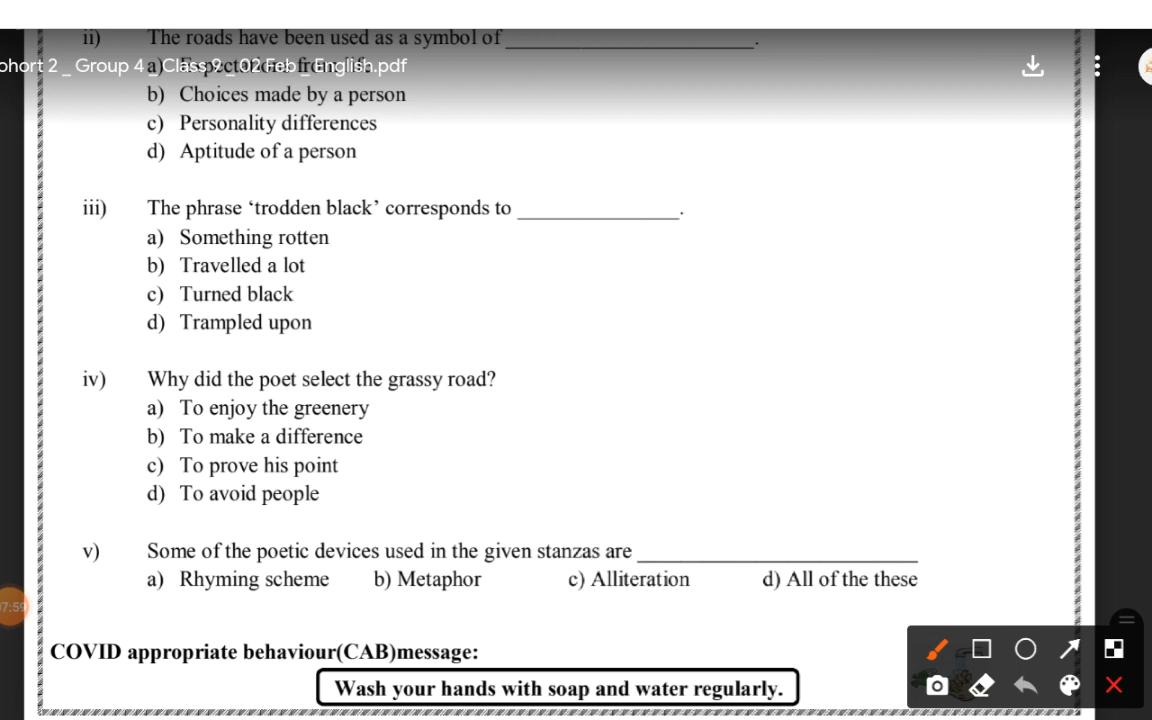 ii) The roads have been used as a symbol of ____________________.
ohort 2 _ Group 4 _ Class 9 _ 02 Feb _ English.pdf
a)
b) Choices made by a person
c) Personality differences
d) Aptitude of a person
iii) The phrase ‘trodden black’ corresponds to _______________.
a) Something rotten
b) Travelled a lot
c) Turned black
d) Trampled upon
iv) Why did the poet select the grassy road?
a) To enjoy the greenery
b) To make a difference
c) To prove his point
d) To avoid people
v) Some of the poetic devices used in the given stanzas are __________________________
a) Rhyming scheme b) Metaphor c) Alliteration d) All of the these
7:59
COVID appropriate behaviour(CAB)message:
Wash your hands with soap and water regularly.